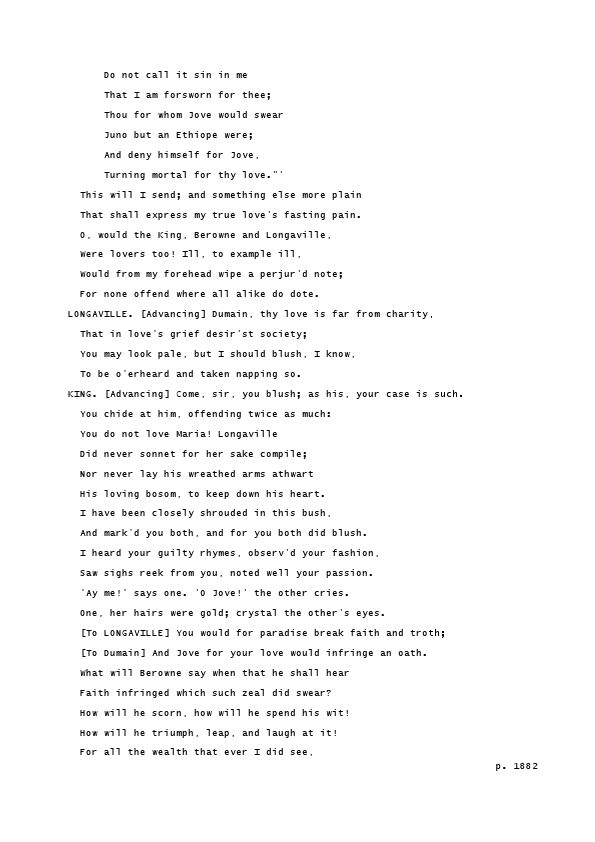 Do not call it sin in me
That I am forsworn for thee;
Thou for whom Jove would swear
Juno but an Ethiope were;
And deny himself for Jove,
Turning mortal for thy love."'
This will I send; and something else more plain
That shall express my true love's fasting pain.
O, would the King, Berowne and Longaville,
Were lovers too! Ill, to example ill,
Would from my forehead wipe a perjur'd note;
For none offend where all alike do dote.
LONGAVILLE. [Advancing] Dumain, thy love is far from charity,
That in love's grief desir'st society;
You may look pale, but I should blush, I know,
To be o'erheard and taken napping so.
KING. [Advancing] Come, sir, you blush; as his, your case is such.
You chide at him, offending twice as much:
You do not love Maria! Longaville
Did never sonnet for her sake compile;
Nor never lay his wreathed arms athwart
His loving bosom, to keep down his heart.
I have been closely shrouded in this bush,
And mark'd you both, and for you both did blush.
I heard your guilty rhymes, observ'd your fashion,
Saw sighs reek from you, noted well your passion.
'Ay me!' says one. 'O Jove!' the other cries.
One, her hairs were gold; crystal the other's eyes.
[To LONGAVILLE] You would for paradise break faith and troth;
[To Dumain] And Jove for your love would infringe an oath.
What will Berowne say when that he shall hear
Faith infringed which such zeal did swear?
How will he scorn, how will he spend his wit!
How will he triumph, leap, and laugh at it!
For all the wealth that ever I did see,
p. 1882